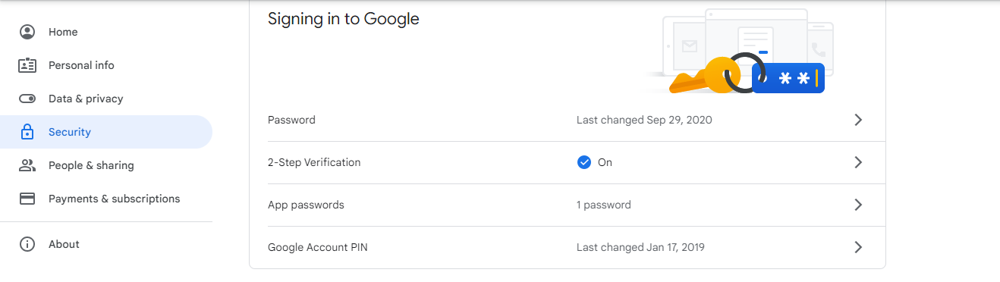 Home
Personal info
Data & privacy
Security
People & sharing
Payments & subscriptions
About
Signing in to Google
* *
Password Last changed Sep 29, 2020
2-Step Verification On
App passwords 1 password
Google Account PIN Last changed Jan 17, 2019